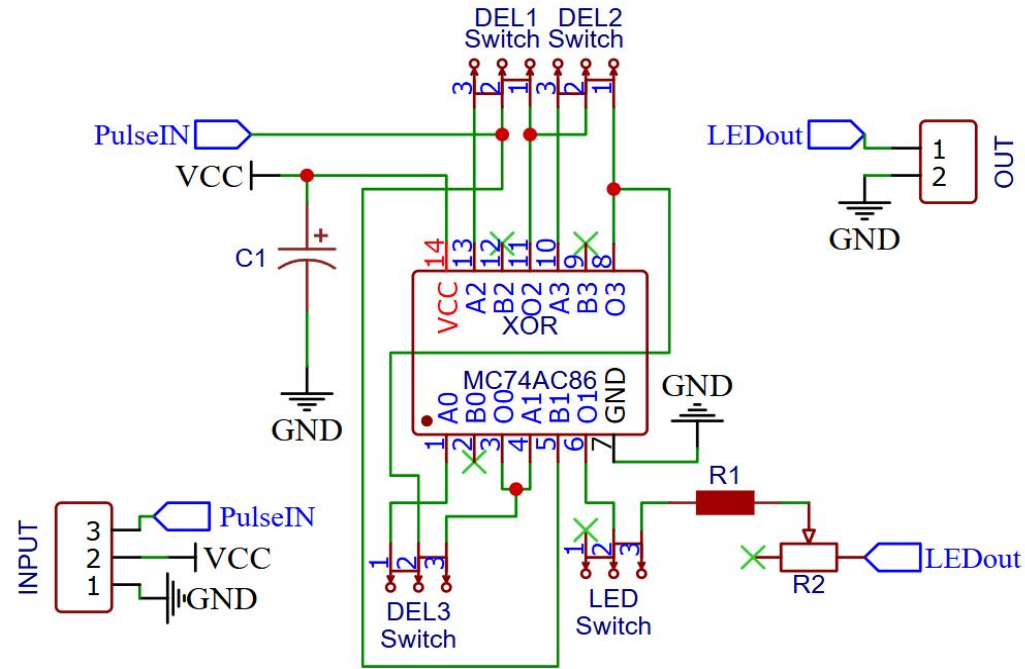 DEL1 DEL2
Switch Switch
3 2 1 3 2 1
PulseIN
VCC
C1
+
GND
LEDout
1
2
OUT
GND
14 13 12 11 10 9 8
VCC A2 B2 O2 A3 B3 O3
XOR
MC74AC86
A0 B0 O0 A1 B1 O1 GND
1 2 3 4 5 6 7
GND
R1
R2
LEDout
INPUT
3
2
1
PulseIN
VCC
GND
1 2 3
DEL3
Switch
1 2 3
LED
Switch